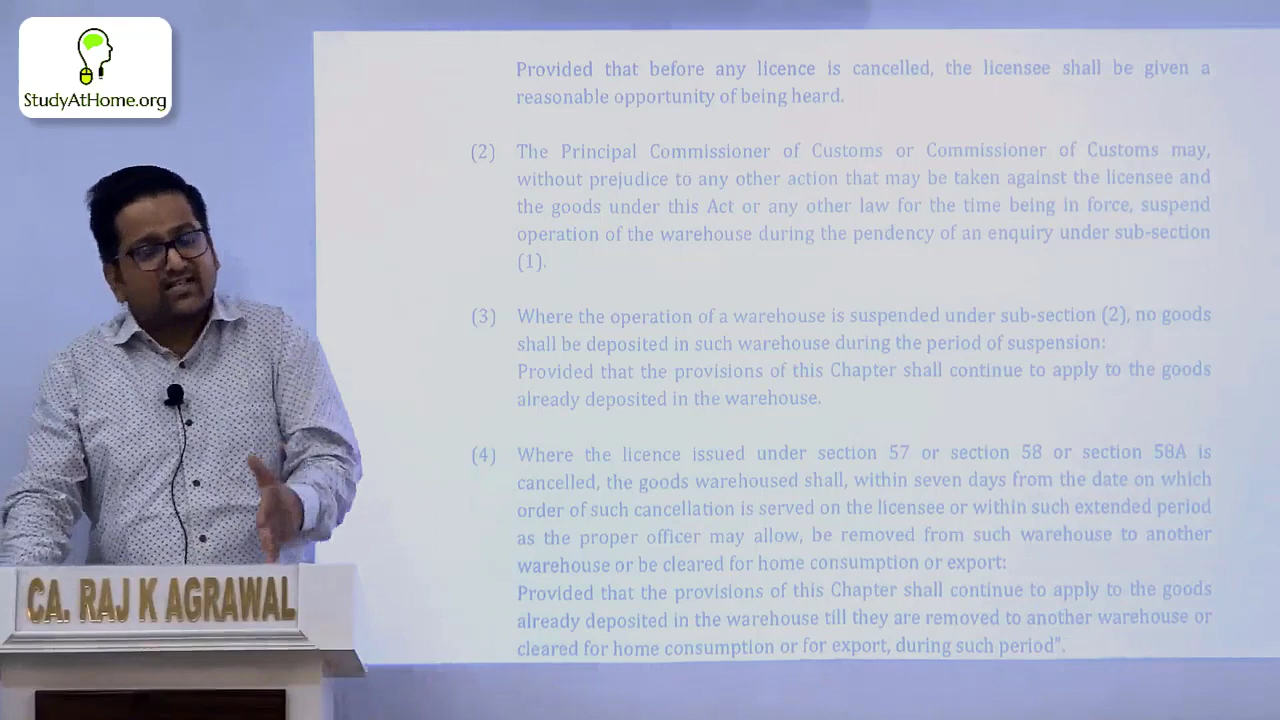 StudyAtHome.org
Provided that before any licence is cancelled, the licensee shall be given a
reasonable opportunity of being heard.
(2) The Principal Commissioner of Customs or Commissioner of Customs may,
without prejudice to any other action that may be taken against the licensee and
the goods under this Act or any other law for the time being in force, suspend
operation of the warehouse during the pendency of an enquiry under sub-section
(1).
(3) Where the operation of a warehouse is suspended under sub-section (2), no goods
shall be deposited in such warehouse during the period of suspension:
Provided that the provisions of this Chapter shall continue to apply to the goods
already deposited in the warehouse.
(4) Where the licence issued under section 57 or section 58 or section 58A is
cancelled, the goods warehoused shall, within seven days from the date on which
order of such cancellation is served on the licensee or within such extended period
as the proper officer may allow, be removed from such warehouse to another
warehouse or be cleared for home consumption or export:
Provided that the provisions of this Chapter shall continue to apply to the goods
already deposited in the warehouse till they are removed to another warehouse or
cleared for home consumption or for export, during such period".
CA. RAJ K AGRAWAL